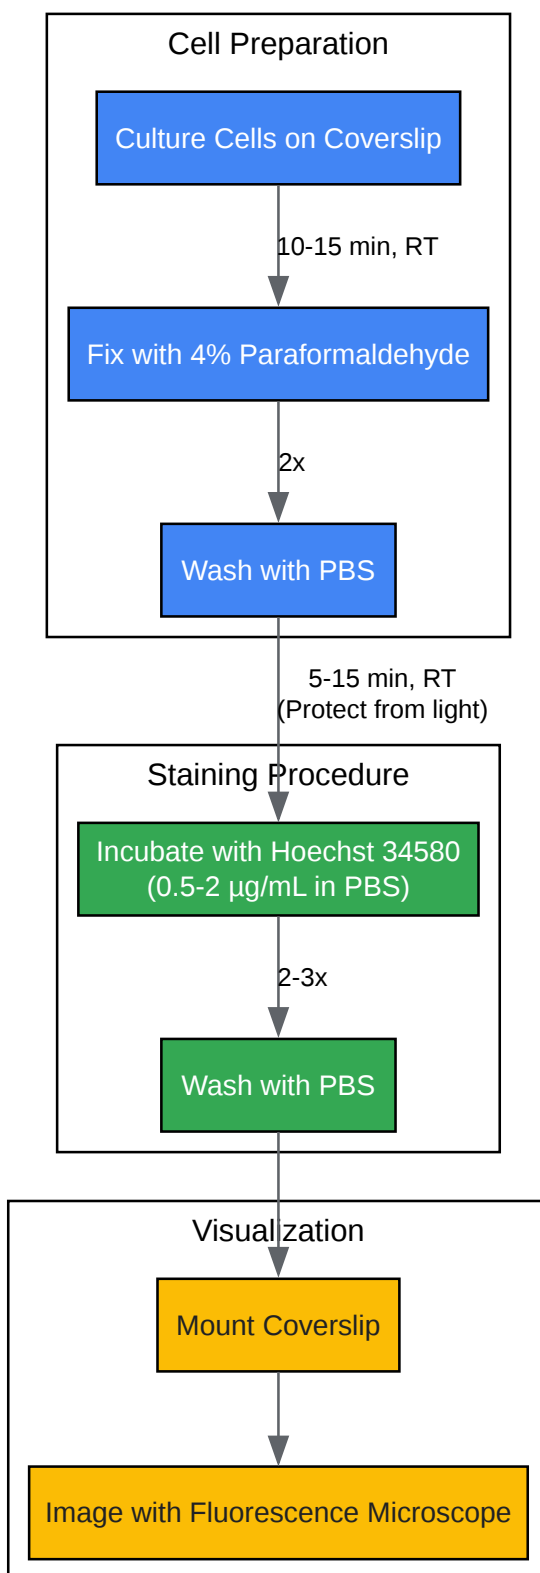 Cell Preparation
Culture Cells on Coverslip
10-15 min, RT
Fix with 4% Paraformaldehyde
2x
Wash with PBS
5-15 min, RT
(Protect from light)
Staining Procedure
Incubate with Hoechst 34580
(0.5-2 µg/mL in PBS)
2-3x
Wash with PBS
Visualization
Mount Coverslip
Image with Fluorescence Microscope